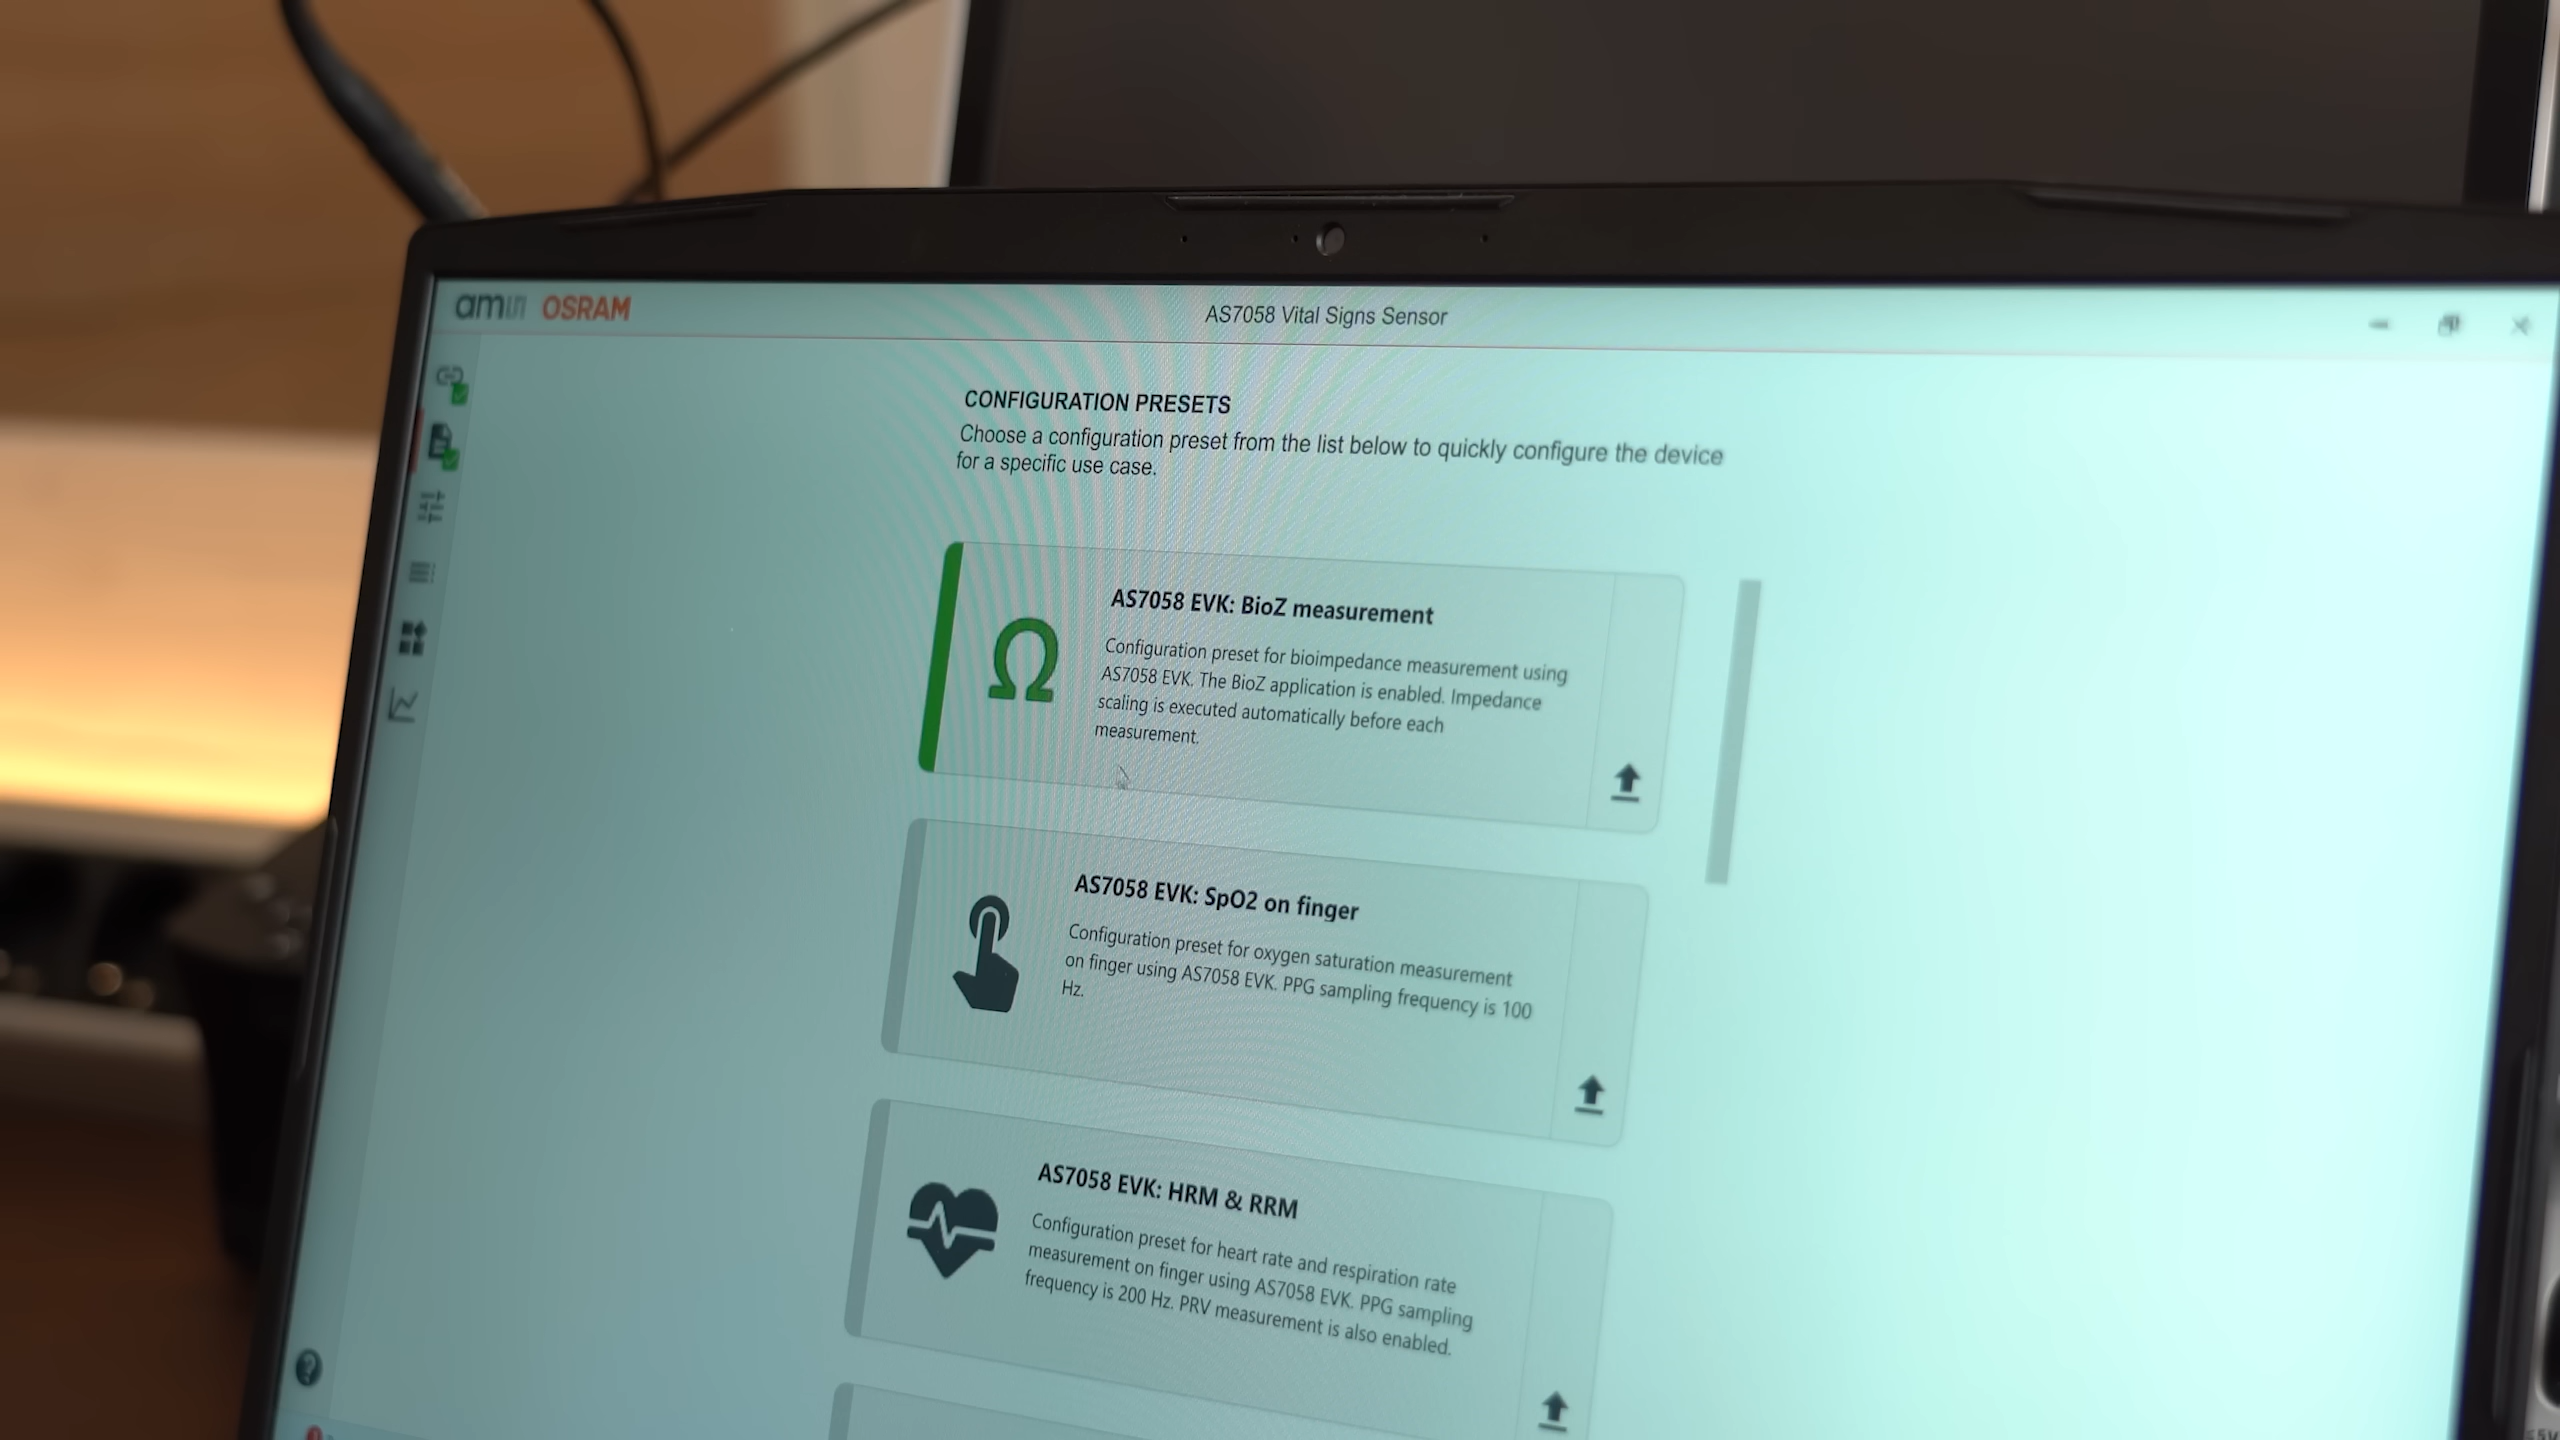 am OSRAM
AS7058 Vital Signs Sensor
CONFIGURATION PRESETS
Choose a configuration preset from the list below to quickly configure the device
for a specific use case.
AS7058 EVK: BioZ measurement
Configuration preset for bioimpedance measurement using
AS7058 EVK. The BioZ application is enabled. Impedance
scaling is executed automatically before each
measurement.
AS7058 EVK: SpO2 on finger
Configuration preset for oxygen saturation measurement
on finger using AS7058 EVK. PPG sampling frequency is 100
Hz.
AS7058 EVK: HRM & RRM
Configuration preset for heart rate and respiration rate
measurement on finger using AS7058 EVK. PPG sampling
frequency is 200 Hz. PRV measurement is also enabled.